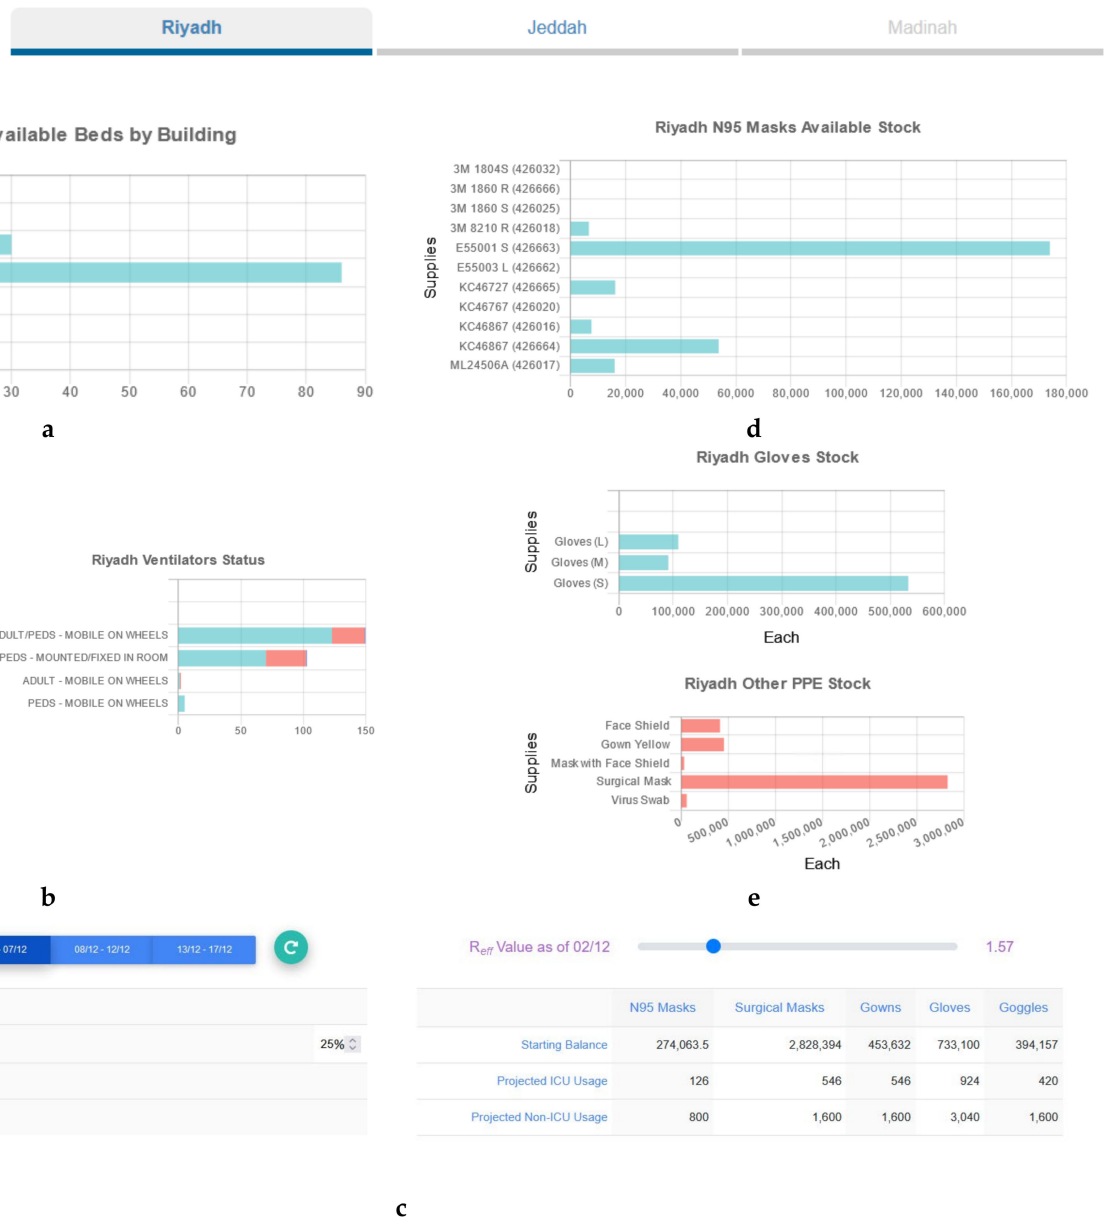 Riyadh Jeddah Madinah
vailable Beds by Building
30 40 50 60 70 80 90
a
Riyadh N95 Masks Available Stock
Supplies
3M 1804S (426032)
3M 1860 R (426666)
3M 1860 S (426025)
3M 8210 R (426018)
E55001 S (426663)
E55003 L (426662)
KC46727 (426665)
KC46767 (426020)
KC46867 (426016)
KC46867 (426664)
ML24506A (426017)
0 20,000 40,000 60,000 80,000 100,000 120,000 140,000 160,000 180,000
d
Riyadh Gloves Stock
Supplies
Gloves (L)
Gloves (M)
Gloves (S)
0 100,000 200,000 300,000 400,000 500,000 600,000
Each
Riyadh Ventilators Status
DULT/PEDS - MOBILE ON WHEELS
PEDS - MOUNTED/FIXED IN ROOM
ADULT - MOBILE ON WHEELS
PEDS - MOBILE ON WHEELS
0 50 100 150
b
Riyadh Other PPE Stock
Supplies
Face Shield
Gown Yellow
Mask with Face Shield
Surgical Mask
Virus Swab
0 500,000 1,000,000 1,500,000 2,000,000 2,500,000 3,000,000
Each
e
07/12 08/12 - 12/12 13/12 - 17/12
25%
Reff Value as of 02/12 1.57
N95 Masks Surgical Masks Gowns Gloves Goggles
Starting Balance 274,063.5 2,828,394 453,632 733,100 394,157
Projected ICU Usage 126 546 546 924 420
Projected Non-ICU Usage 800 1,600 1,600 3,040 1,600
c